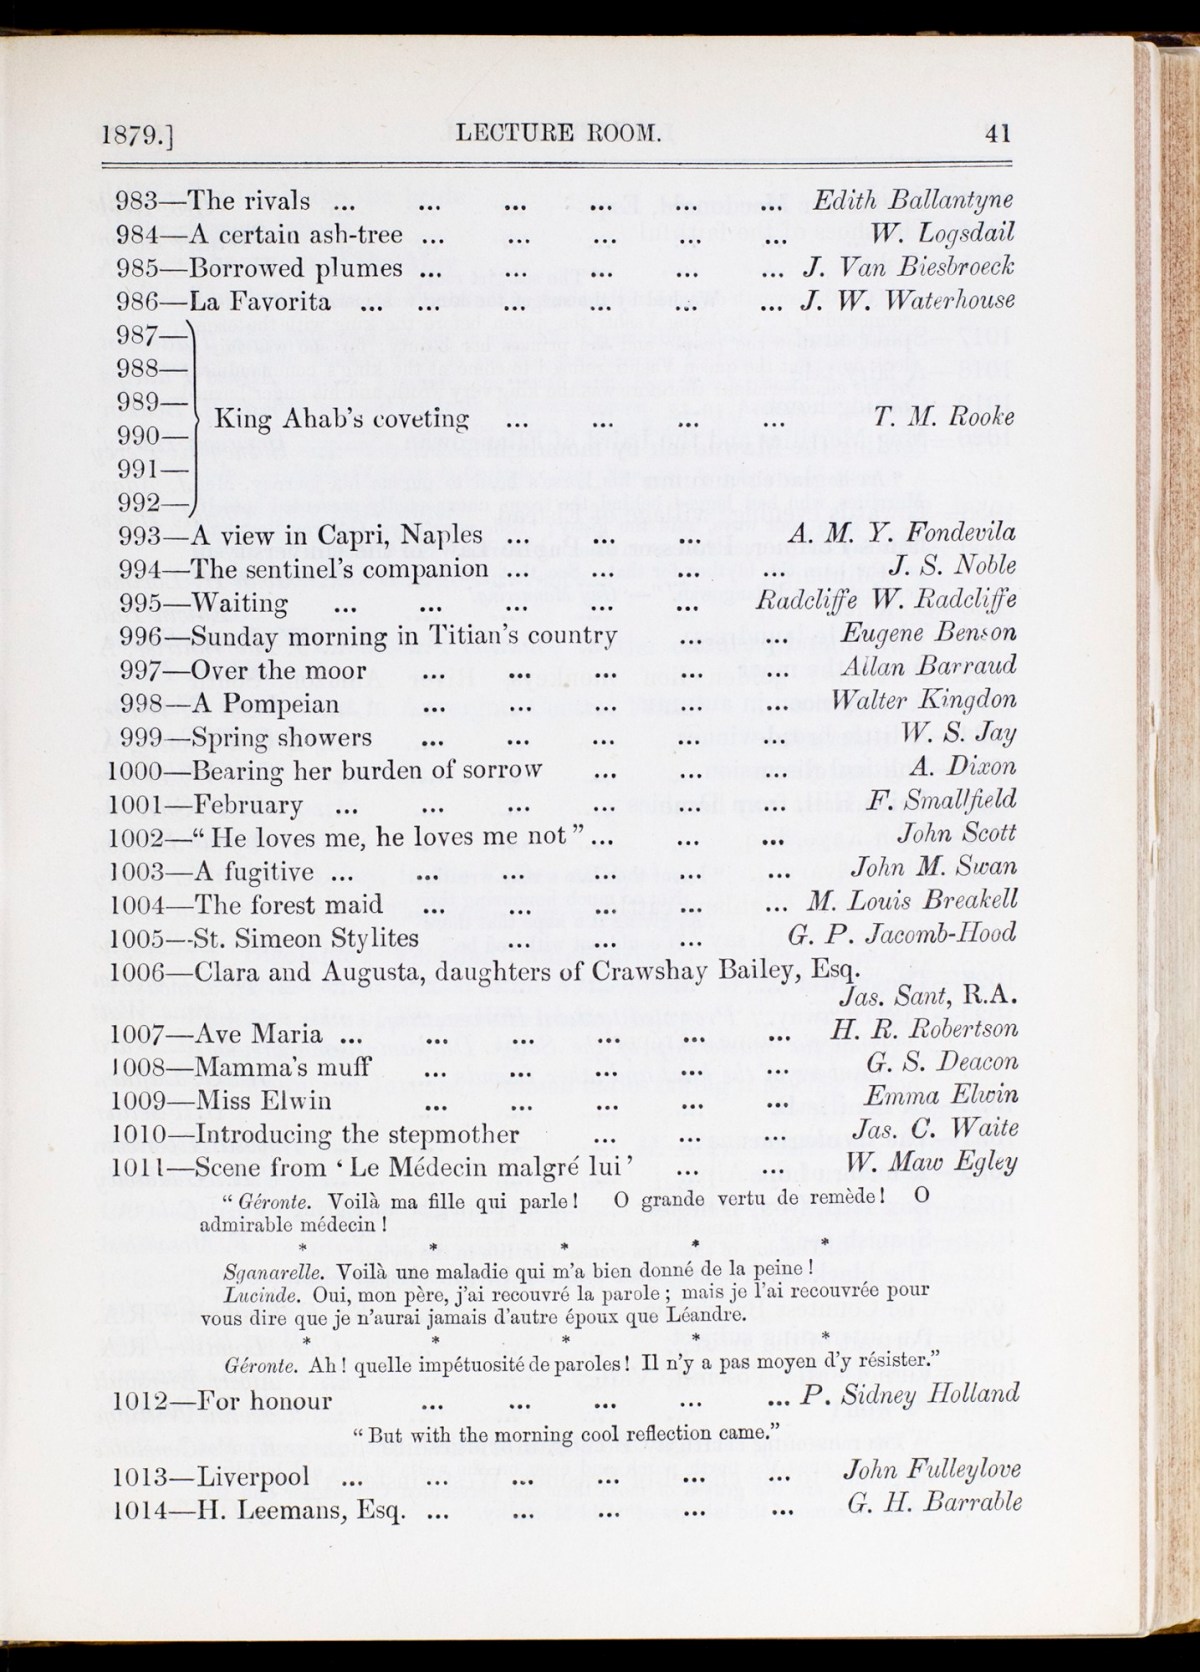 1879.] LECTURE ROOM. 41
983—The rivals ... ... ... ... ... ... Edith Ballantyne
984—A certain ash-tree ... ... ... ... ... W. Logsdail
985—Borrowed plumes ... ... ... ... ... J. Van Biesbroeck
986—La Favorita ... ... ... ... ... ... J. W. Waterhouse
987—
988—
989—
990—
991—
992—
King Ahab's coveting ... ... ... ... T. M. Rooke
993—A view in Capri, Naples ... ... ... A. M. Y. Fondevila
994—The sentinel's companion ... ... ... ... J. S. Noble
995—Waiting ... ... ... ... ... Radcliffe W. Radcliffe
996—Sunday morning in Titian's country ... ... Eugene Benson
997—Over the moor ... ... ... ... ... Allan Barraud
998—A Pompeian ... ... ... ... ... Walter Kingdon
999—Spring showers ... ... ... ... ... W. S. Jay
1000—Bearing her burden of sorrow ... ... ... A. Dixon
1001—February ... ... ... ... ... ... F. Smallfield
1002—“He loves me, he loves me not” ... ... ... John Scott
1003—A fugitive ... ... ... ... ... ... John M. Swan
1004—The forest maid ... ... ... ... ... M. Louis Breakell
1005—St. Simeon Stylites ... ... ... G. P. Jacomb-Hood
1006—Clara and Augusta, daughters of Crawshay Bailey, Esq.
Jas. Sant, R.A.
1007—Ave Maria ... ... ... ... ... ... H. R. Robertson
1008—Mamma's muff ... ... ... ... ... G. S. Deacon
1009—Miss Elwin ... ... ... ... ... Emma Elwin
1010—Introducing the stepmother ... ... ... Jas. C. Waite
1011—Scene from ‘Le Médecin malgré lui’ ... ... W. Maw Egley
“Géronte. Voilà ma fille qui parle! O grande vertu de remède! O
admirable médecin!
* * * * *
Sganarelle. Voilà une maladie qui m'a bien donné de la peine!
Lucinde. Oui, mon père, j'ai recouvré la parole; mais je l'ai recouvrée pour
vous dire que je n'aurai jamais d'autre époux que Léandre.
* * * * *
Géronte. Ah! quelle impétuosité de paroles! Il n'y a pas moyen d'y résister.”
1012—For honour ... ... ... ... ... P. Sidney Holland
“But with the morning cool reflection came.”
1013—Liverpool ... ... ... ... ... ... John Fulleylove
1014—H. Leemans, Esq. ... ... ... ... ... G. H. Barrable